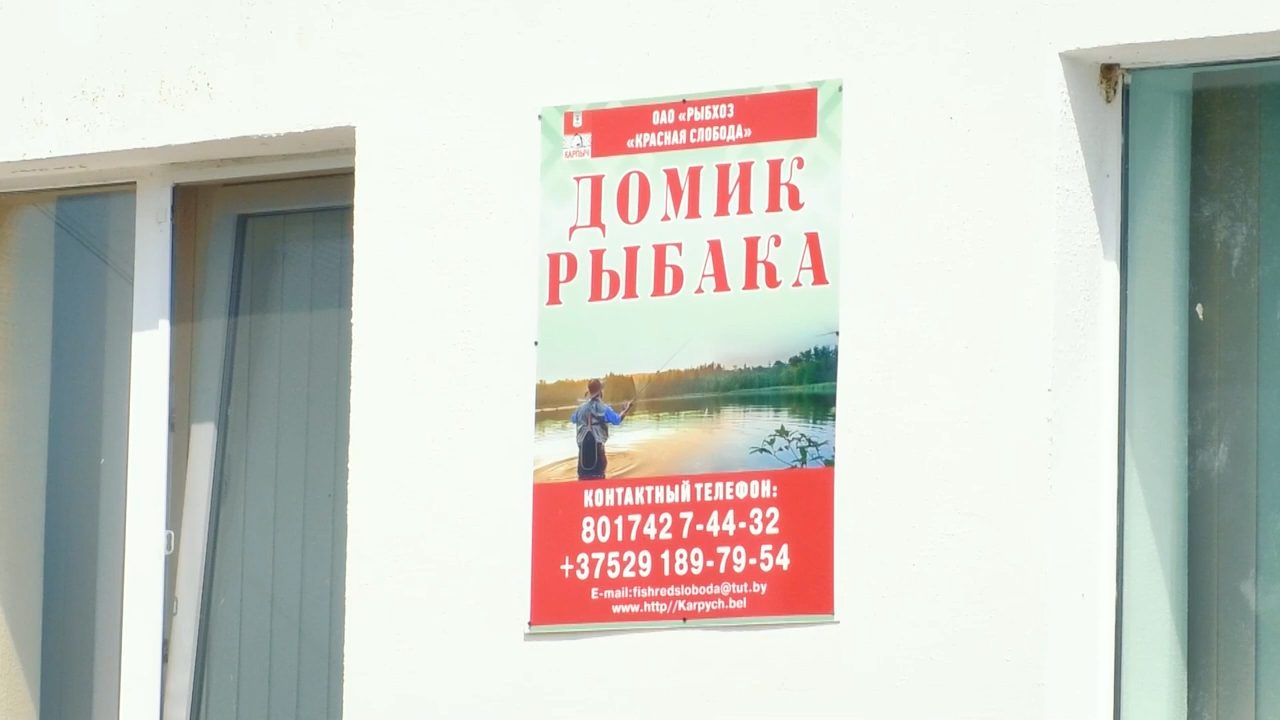 ОАО «РЫБХОЗ
«КРАСНАЯ СЛОБОДА»
КАРПЫЧ
ДОМИК
РЫБАКА
КОНТАКТНЫЙ ТЕЛЕФОН:
801742 7-44-32
+37529 189-79-54
E-mail:fishredsloboda@tut.by
www.http//Karpych.bel